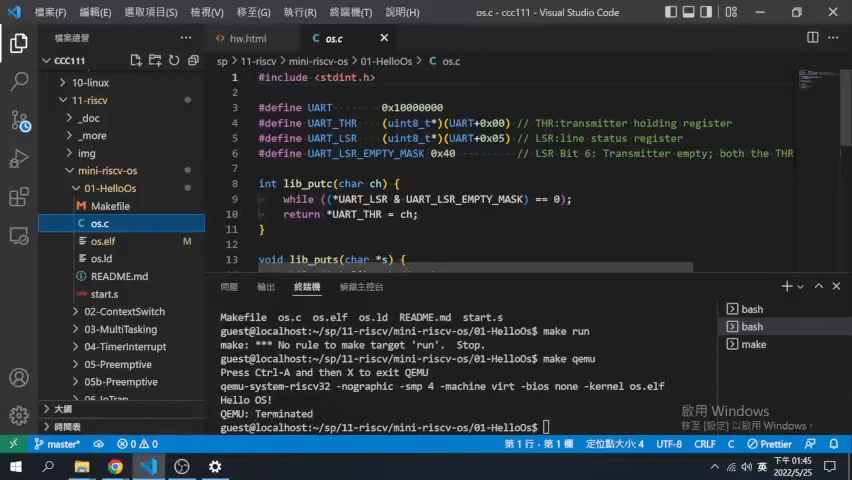 檔案(F) 編輯(E) 選取項目(S) 檢視(V) 移至(G) 執行(R) 終端機(T) 說明(H) os.c - ccc111 - Visual Studio Code
檔案總管
CCC111
10-linux
11-riscv
_doc
_more
img
mini-riscv-os
01-HelloOs
Makefile
os.c
os.elf M
os.ld
README.md
start.s
02-ContextSwitch
03-MultiTasking
04-TimerInterrupt
05-Preemptive
05b-Preemptive
06-IoTrap
大綱
時間表
hw.html
os.c
sp > 11-riscv > mini-riscv-os > 01-HelloOs > os.c
1 #include <stdint.h>
2
3 #define UART 0x10000000
4 #define UART_THR (uint8_t*)(UART+0x00) // THR:transmitter holding register
5 #define UART_LSR (uint8_t*)(UART+0x05) // LSR:line status register
6 #define UART_LSR_EMPTY_MASK 0x40 // LSR Bit 6: Transmitter empty; both the THR
7
8 int lib_putc(char ch) {
9 while ((*UART_LSR & UART_LSR_EMPTY_MASK) == 0);
10 return *UART_THR = ch;
11 }
12
13 void lib_puts(char *s) {
問題 輸出 終端機 偵錯主控台
Makefile os.c os.elf os.ld README.md start.s
guest@localhost:~/sp/11-riscv/mini-riscv-os/01-HelloOs$ make run
make: *** No rule to make target 'run'. Stop.
guest@localhost:~/sp/11-riscv/mini-riscv-os/01-HelloOs$ make qemu
Press Ctrl-A and then X to exit QEMU
qemu-system-riscv32 -nographic -smp 4 -machine virt -bios none -kernel os.elf
Hello OS!
QEMU: Terminated
guest@localhost:~/sp/11-riscv/mini-riscv-os/01-HelloOs$
bash
bash
make
啟用 Windows
移至 [設定] 以啟用 Windows。
master* 0 0 第 1 行，第 1 欄 定位點大小: 4 UTF-8 CRLF C Prettier
英 下午 01:45
2022/5/25